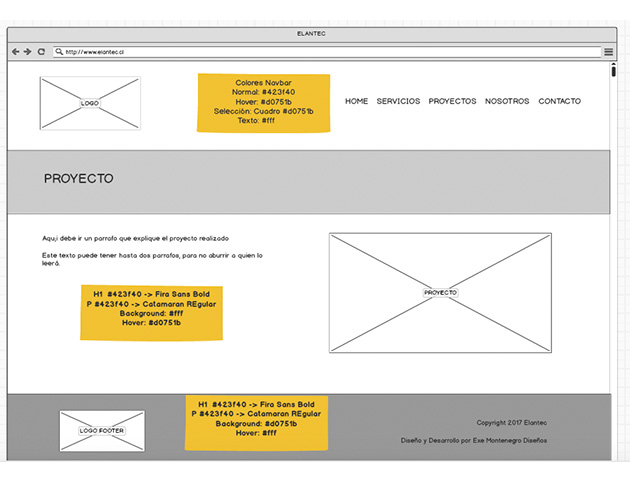 ELANTEC
http://www.elantec.cl
LOGO
Colores Navbar
Normal: #423f40
Hover: #d0751b
Selección: Cuadro #d0751b
Texto: #fff
HOME SERVICIOS PROYECTOS NOSOTROS CONTACTO
PROYECTO
Aqu,i debe ir un parrafo que explique el proyecto realizado
Este texto puede tener hasta dos parrafos, para no aburrir a quien lo
leerá.
H1 #423f40 -> Fira Sans Bold
P #423f40 -> Catamaran REgular
Background: #fff
Hover: #d0751b
PROYECTO
LOGO FOOTER
H1 #423f40 -> Fira Sans Bold
P #423f40 -> Catamaran REgular
Background: #d0751b
Hover: #fff
Copyright 2017 Elantec
Diseño y Desarrollo por Exe Montenegro Diseños